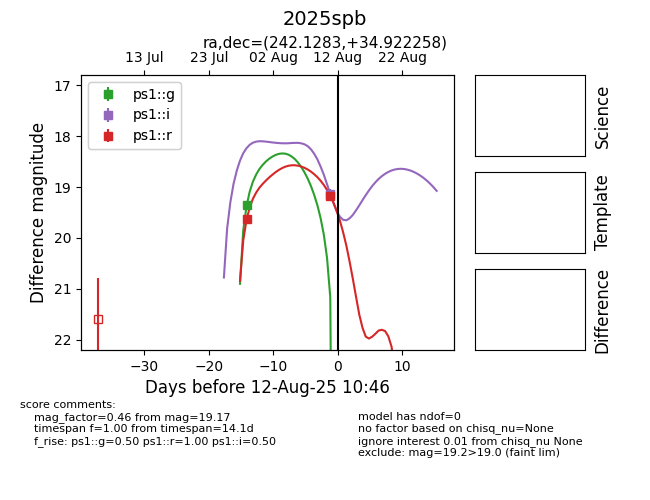 2025spb
ra,dec=(242.1283,+34.922258)
13 Jul 23 Jul 02 Aug 12 Aug 22 Aug
ps1::g
ps1::i
ps1::r
17
18
19
20
21
22
Difference magnitude
−30 −20 −10 0 10
Days before 12-Aug-25 10:46
Science
Template
Difference
score comments:
mag_factor=0.46 from mag=19.17
timespan f=1.00 from timespan=14.1d
f_rise: ps1::g=0.50 ps1::r=1.00 ps1::i=0.50
model has ndof=0
no factor based on chisq_nu=None
ignore interest 0.01 from chisq_nu None
exclude: mag=19.2>19.0 (faint lim)